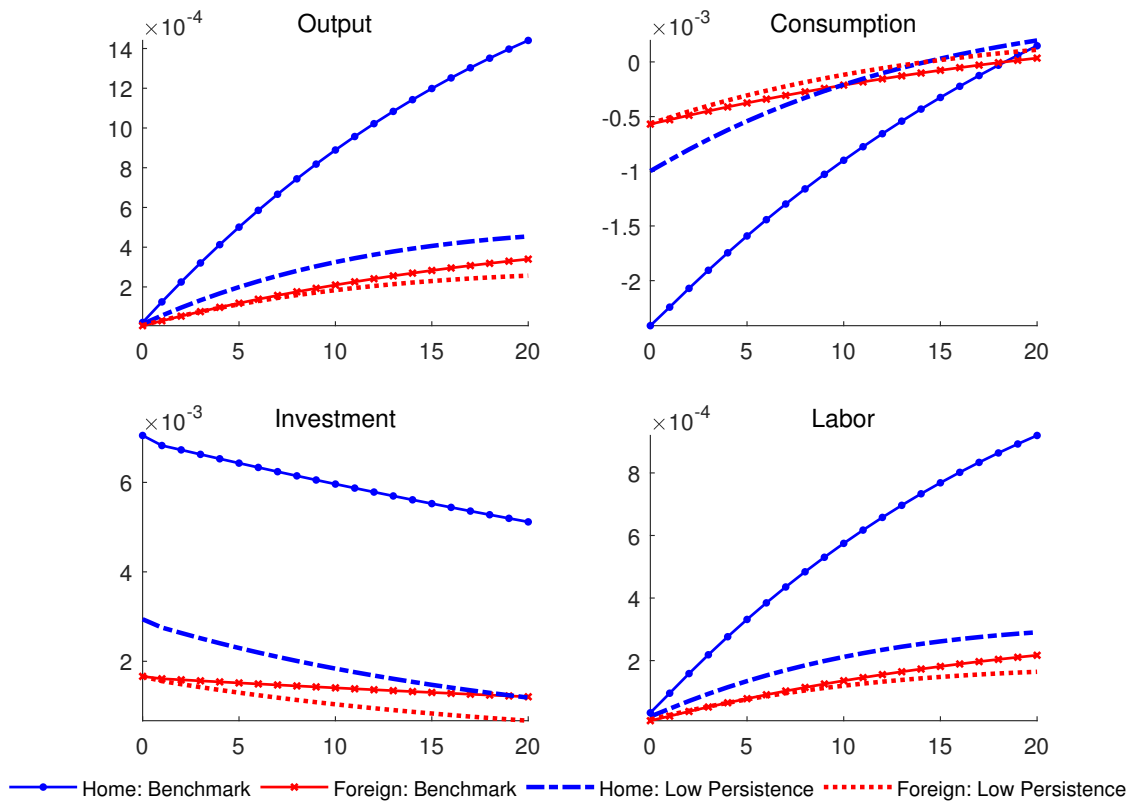 ×10⁻⁴ Output
14
12
10
8
6
4
2
0 5 10 15 20
×10⁻³ Consumption
0
-0.5
-1
-1.5
-2
0 5 10 15 20
×10⁻³ Investment
6
4
2
0 5 10 15 20
×10⁻⁴ Labor
8
6
4
2
0 5 10 15 20
Home: Benchmark Foreign: Benchmark Home: Low Persistence Foreign: Low Persistence